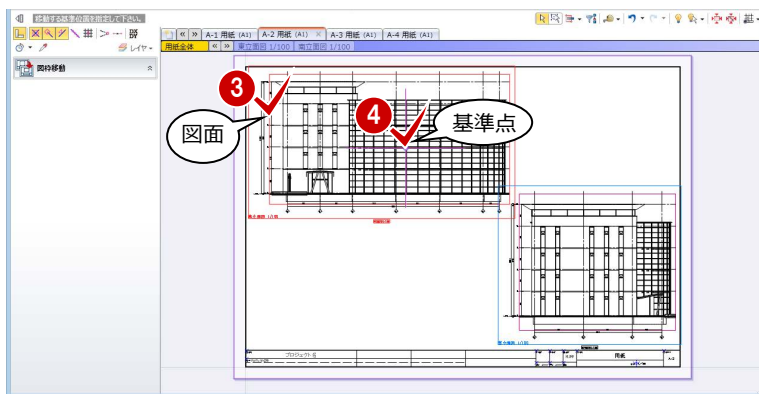 移動する基準位置を指定して下さい。
A-1 用紙 (A1)
A-2 用紙 (A1)
A-3 用紙 (A1)
A-4 用紙 (A1)
レイヤ
用紙全体
東立面図 1/100
南立面図 1/100
図枠移動
3
図面
4
基準点
プロジェクト名
用紙
A-2